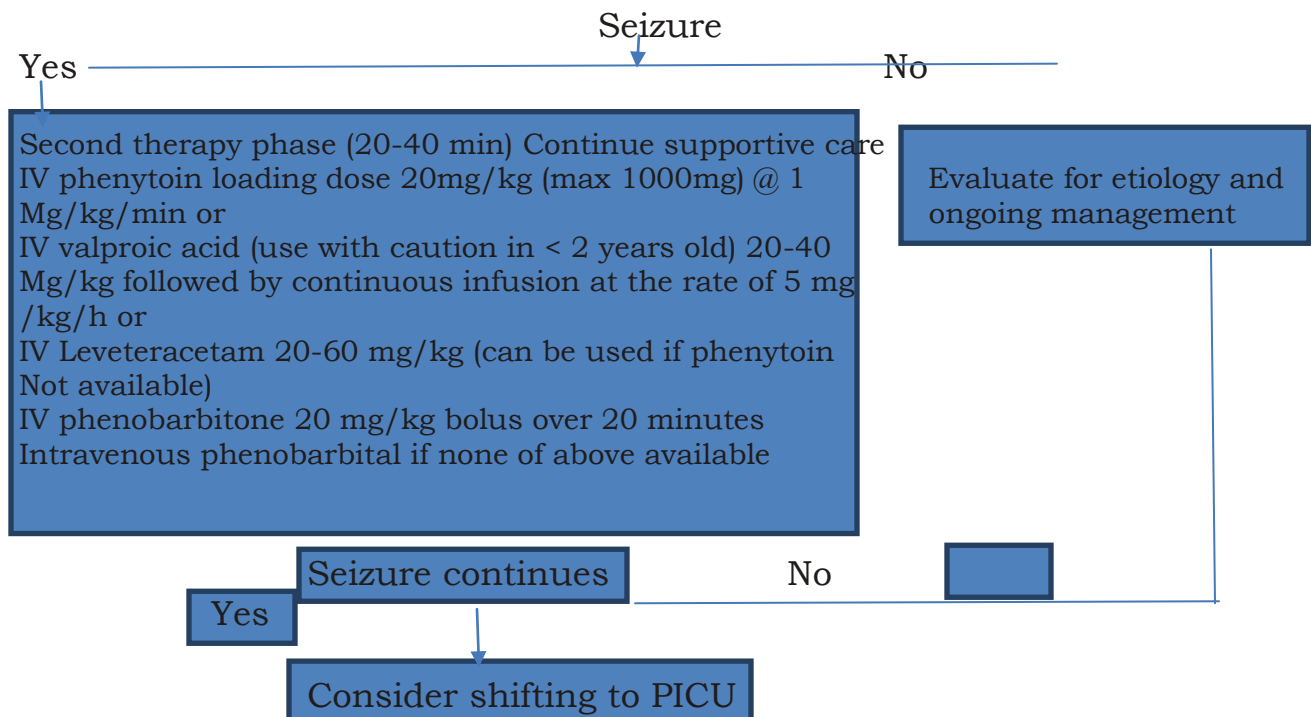 Seizure
Yes
No
Second therapy phase (20-40 min) Continue supportive care
IV phenytoin loading dose 20mg/kg (max 1000mg) @ 1
Mg/kg/min or
IV valproic acid (use with caution in < 2 years old) 20-40
Mg/kg followed by continuous infusion at the rate of 5 mg
/kg/h or
IV Leveteracetam 20-60 mg/kg (can be used if phenytoin
Not available)
IV phenobarbitone 20 mg/kg bolus over 20 minutes
Intravenous phenobarbital if none of above available
Evaluate for etiology and
ongoing management
Seizure continues
No
Yes
Consider shifting to PICU